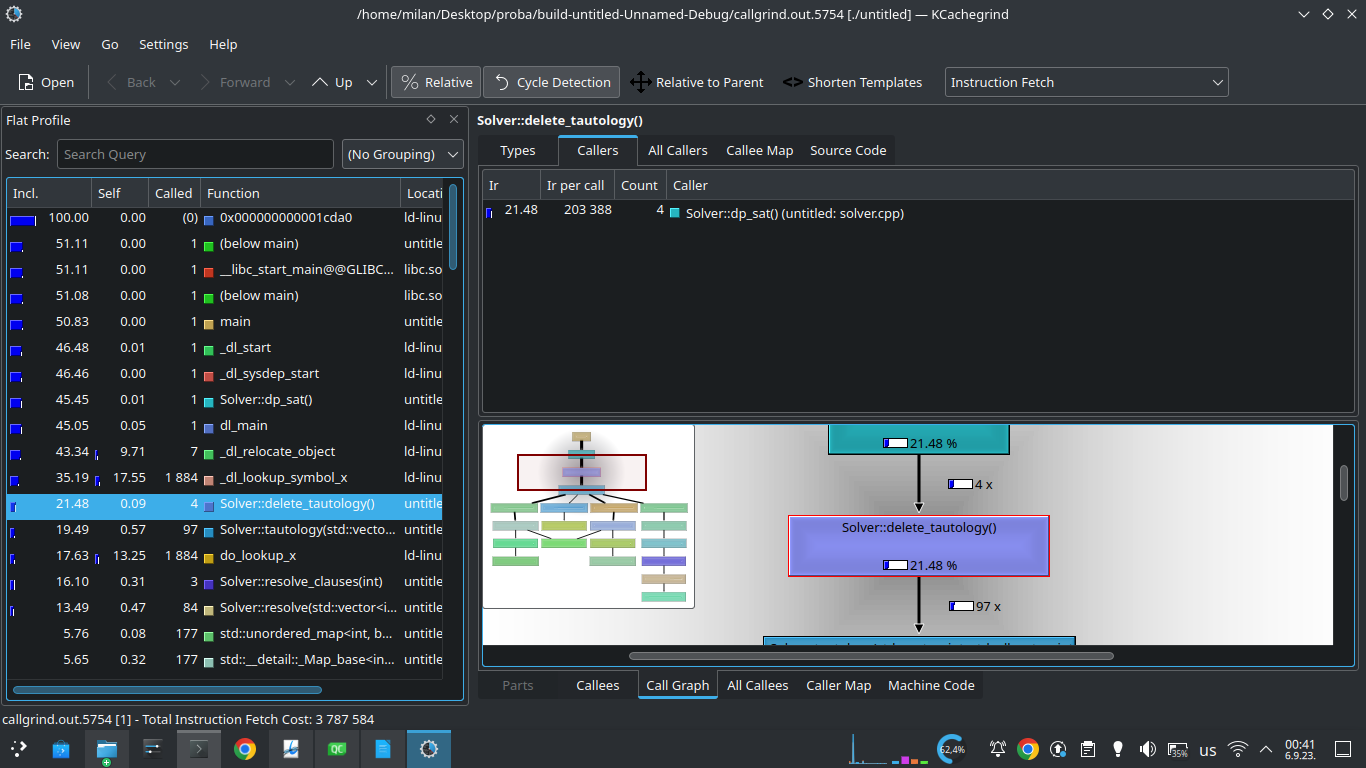 /home/milan/Desktop/proba/build-untitled-Unnamed-Debug/callgrind.out.5754 [./untitled] — KCachegrind
File View Go Settings Help
Open Back Forward Up Relative Cycle Detection Relative to Parent <> Shorten Templates Instruction Fetch
Flat Profile
Search: Search Query (No Grouping)
Incl. Self Called Function Locati
100.00 0.00 (0) 0x000000000001cda0 ld-linu
51.11 0.00 1 (below main) untitle
51.11 0.00 1 __libc_start_main@@GLIBC... libc.so
51.08 0.00 1 (below main) libc.so
50.83 0.00 1 main untitle
46.48 0.01 1 _dl_start ld-linu
46.46 0.00 1 _dl_sysdep_start ld-linu
45.45 0.01 1 Solver::dp_sat() untitle
45.05 0.05 1 dl_main ld-linu
43.34 9.71 7 _dl_relocate_object ld-linu
35.19 17.55 1 884 _dl_lookup_symbol_x ld-linu
21.48 0.09 4 Solver::delete_tautology() untitle
19.49 0.57 97 Solver::tautology(std::vecto... untitle
17.63 13.25 1 884 do_lookup_x ld-linu
16.10 0.31 3 Solver::resolve_clauses(int) untitle
13.49 0.47 84 Solver::resolve(std::vector<i... untitle
5.76 0.08 177 std::unordered_map<int, b... untitle
5.65 0.32 177 std::__detail::_Map_base<in... untitle
Solver::delete_tautology()
Types Callers All Callers Callee Map Source Code
Ir Ir per call Count Caller
21.48 203 388 4 Solver::dp_sat() (untitled: solver.cpp)
21.48 %
4 x
Solver::delete_tautology()
21.48 %
97 x
Parts Callees Call Graph All Callees Caller Map Machine Code
callgrind.out.5754 [1] - Total Instruction Fetch Cost: 3 787 584
QC 62,4% 35% us 00:41
6.9.23.